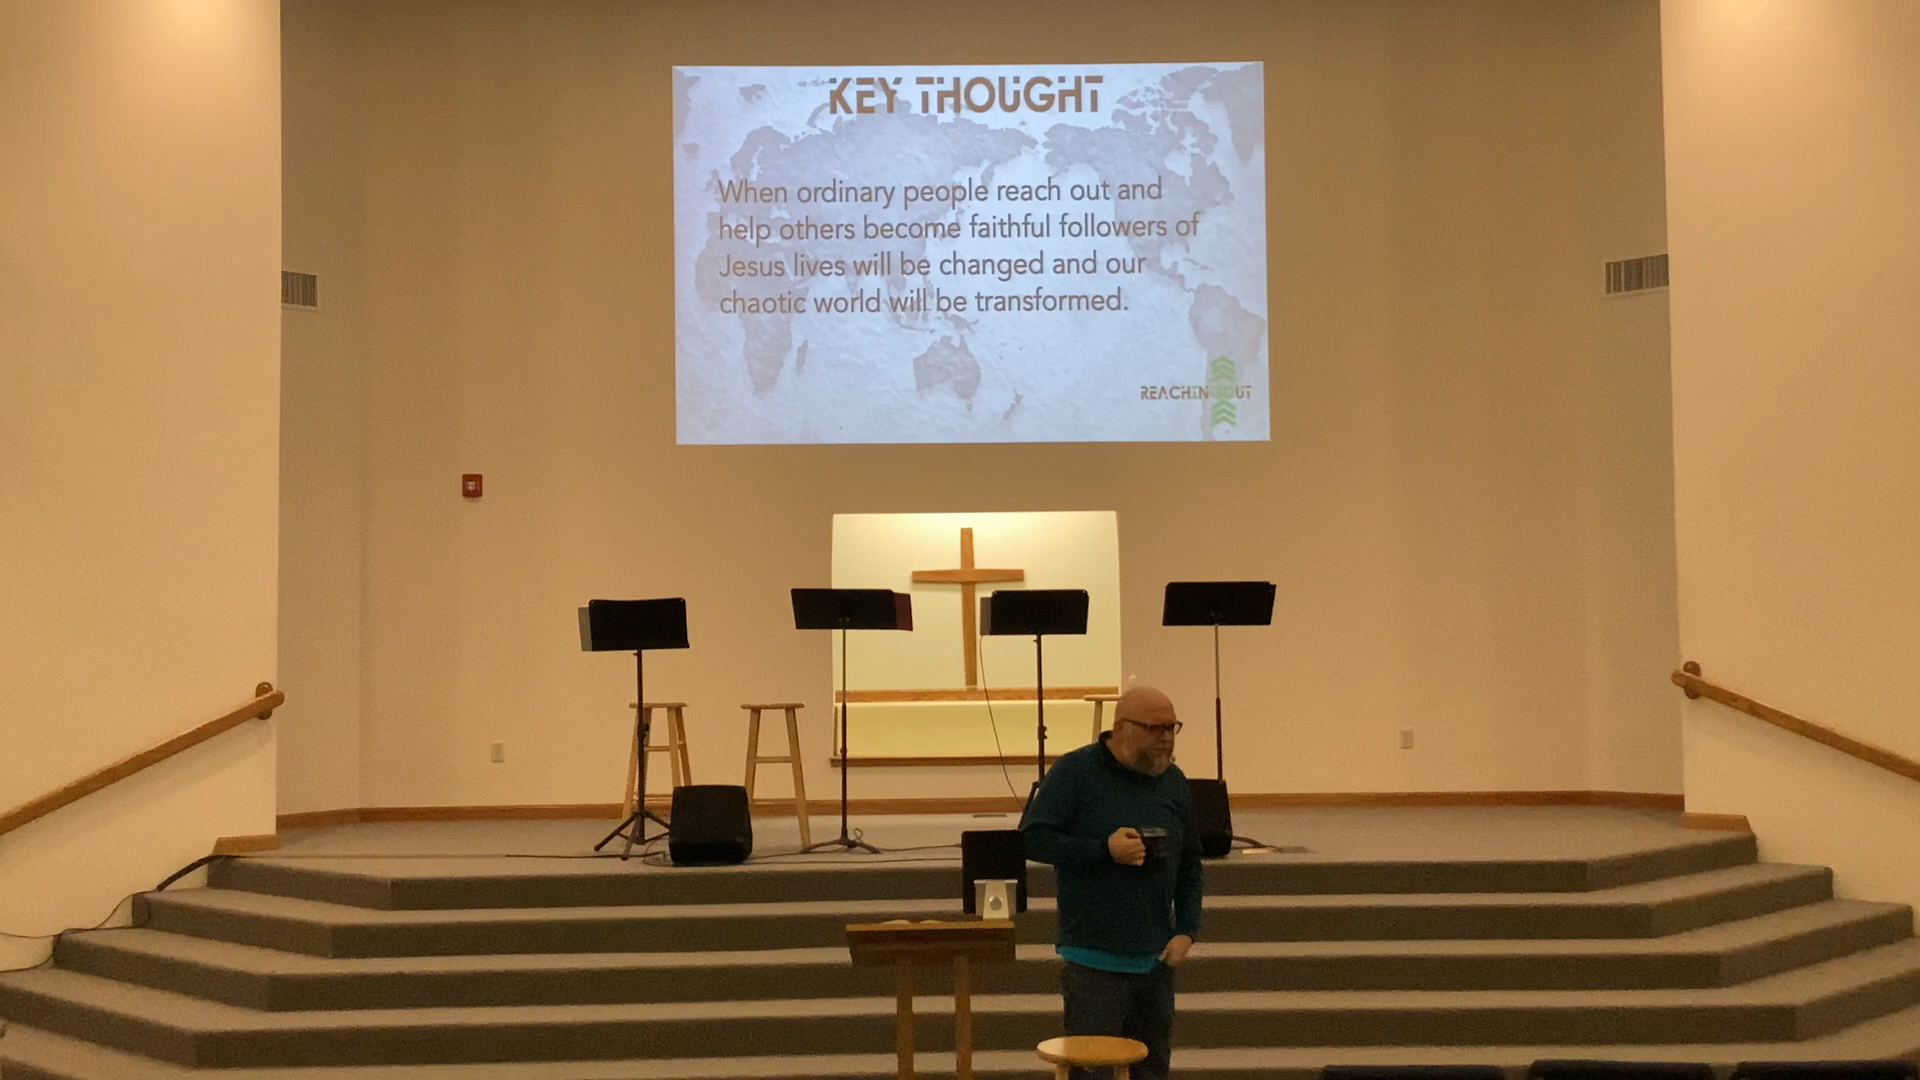 KEY THOUGHT
When ordinary people reach out and
help others become faithful followers of
Jesus lives will be changed and our
chaotic world will be transformed.
REACHINGOUT